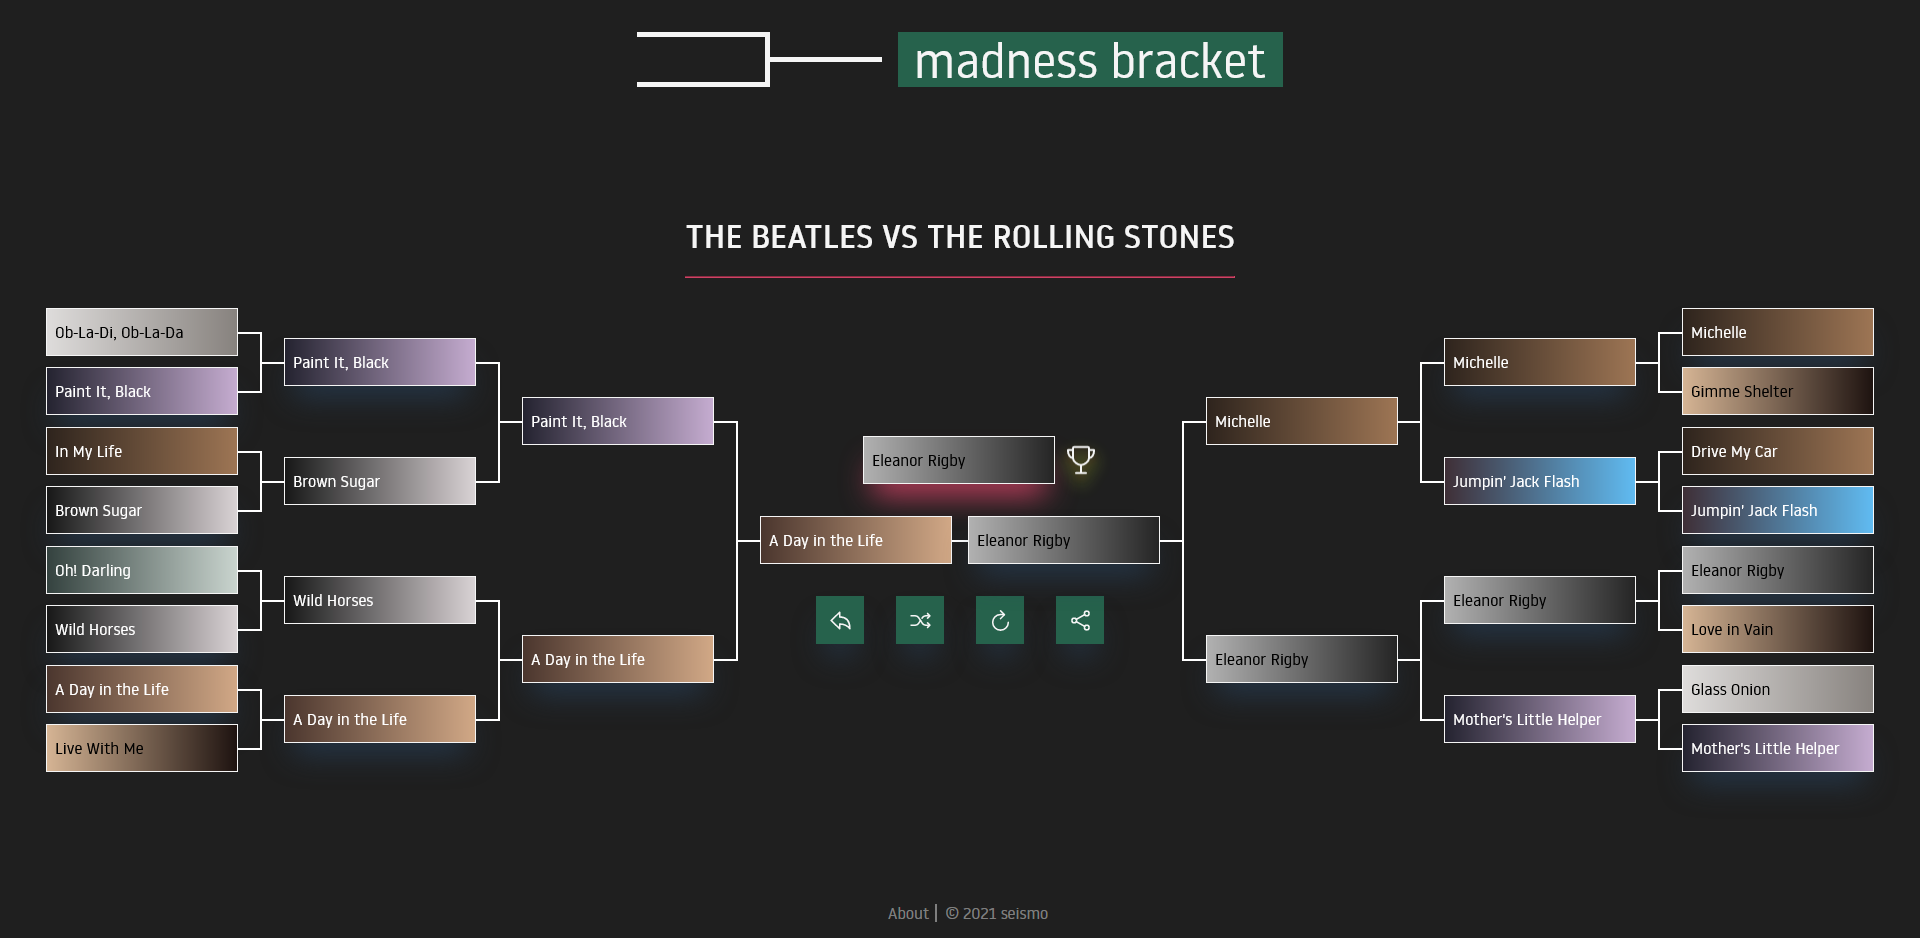 madness bracket
THE BEATLES VS THE ROLLING STONES
Ob-La-Di, Ob-La-Da
Paint It, Black
In My Life
Brown Sugar
Oh! Darling
Wild Horses
A Day in the Life
Live With Me
Paint It, Black
Brown Sugar
Wild Horses
A Day in the Life
Paint It, Black
A Day in the Life
Eleanor Rigby
A Day in the Life
Eleanor Rigby
Michelle
Eleanor Rigby
Michelle
Jumpin' Jack Flash
Eleanor Rigby
Mother's Little Helper
Michelle
Gimme Shelter
Drive My Car
Jumpin' Jack Flash
Eleanor Rigby
Love in Vain
Glass Onion
Mother's Little Helper
About | © 2021 seismo